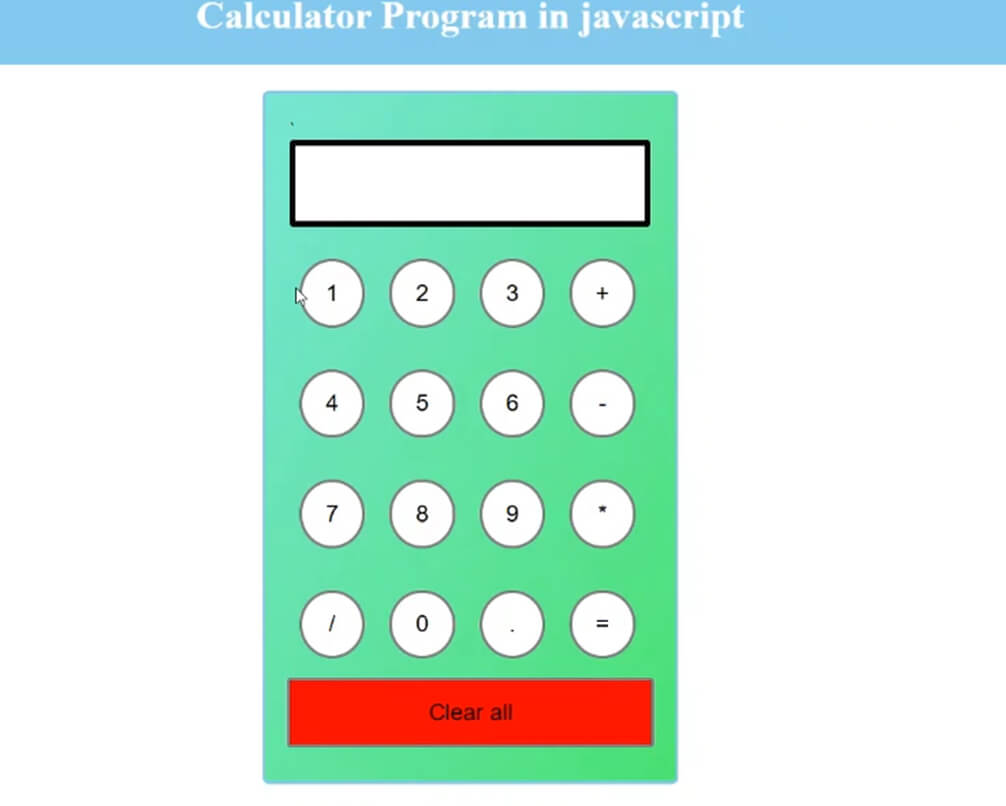 Calculator Program in javascript
`
1 2 3 +
4 5 6 -
7 8 9 *
/ 0 . =
Clear all